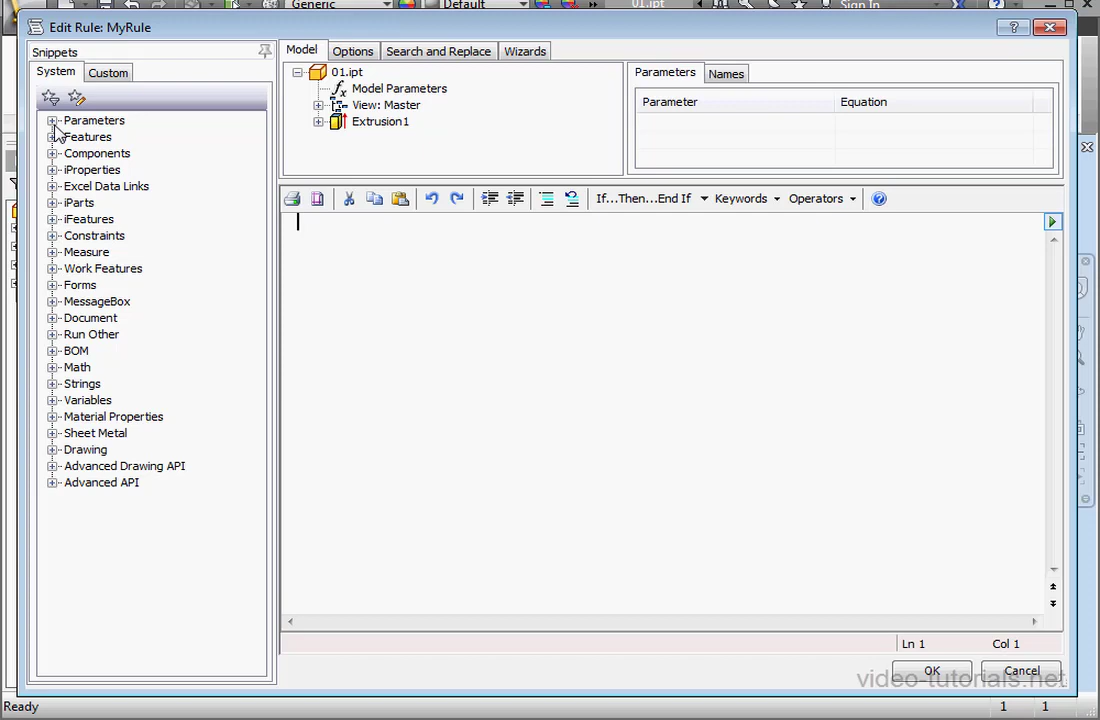 Generic Default 01.ipt Sign In
Edit Rule: MyRule
Snippets
System Custom
Parameters
Features
Components
iProperties
Excel Data Links
iParts
iFeatures
Constraints
Measure
Work Features
Forms
MessageBox
Document
Run Other
BOM
Math
Strings
Variables
Material Properties
Sheet Metal
Drawing
Advanced Drawing API
Advanced API
Model Options Search and Replace Wizards
01.ipt
Model Parameters
View: Master
Extrusion1
Parameters Names
Parameter Equation
If...Then...End If Keywords Operators
Ln 1 Col 1
OK Cancel
video-tutorials.net
Ready 1 1